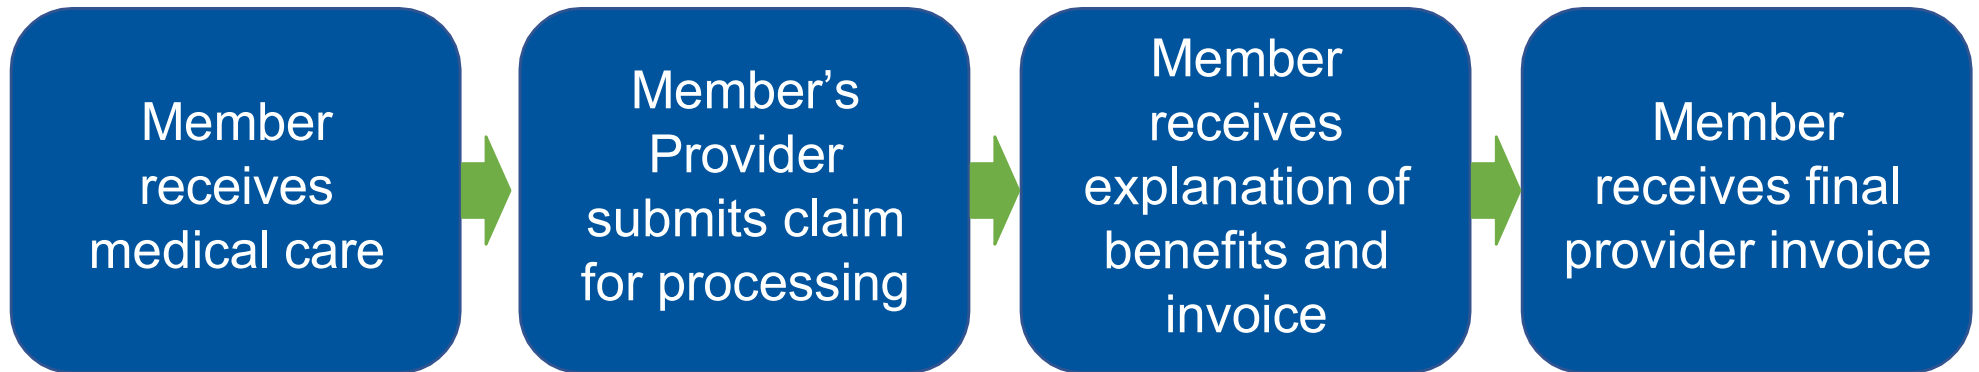 Member
receives
medical care
Member’s
Provider
submits claim
for processing
Member
receives
explanation of
benefits and
invoice
Member
receives final
provider invoice